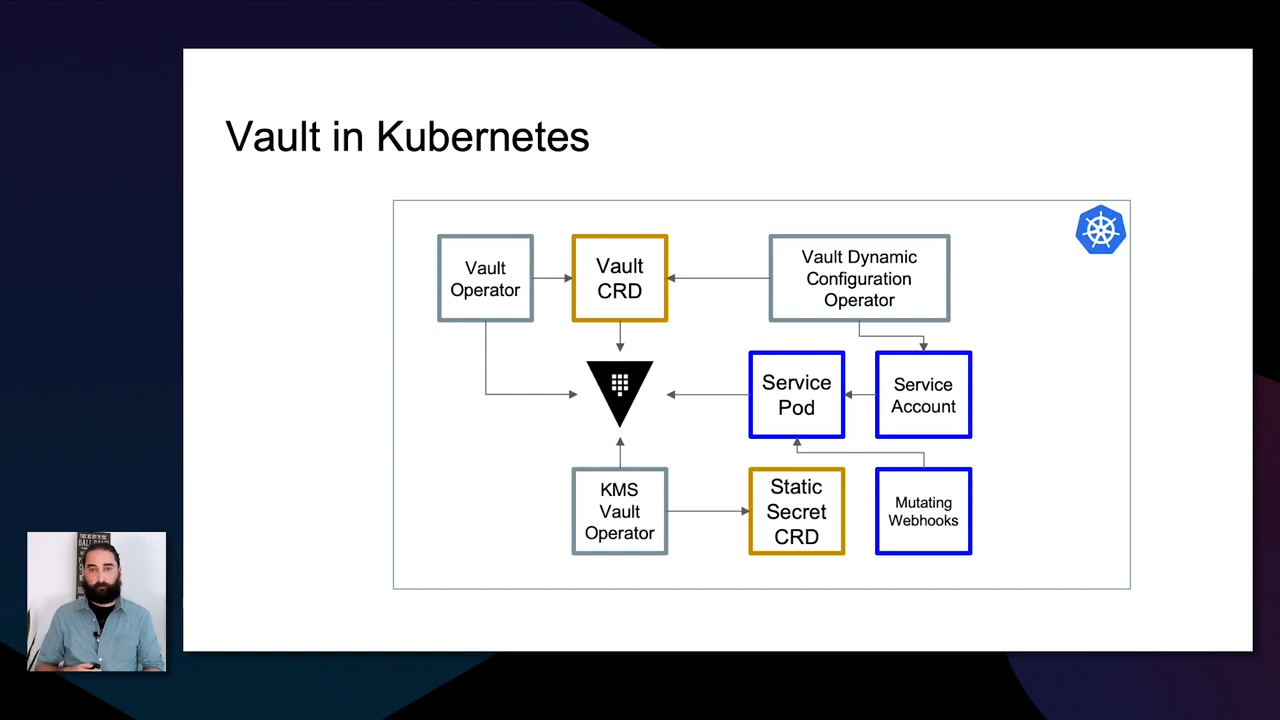 Vault in Kubernetes
Vault
Operator
Vault
CRD
Vault Dynamic
Configuration
Operator
Service
Pod
Service
Account
KMS
Vault
Operator
Static
Secret
CRD
Mutating
Webhooks